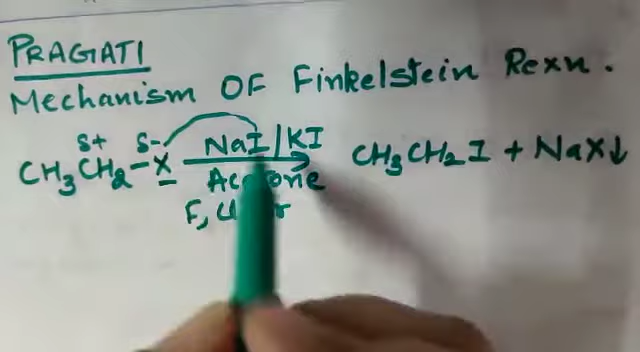 PRAGATI
Mechanism OF Finkelstein Rexn.
CH₃CH₂-X δ+ δ- NaI/KI CH₃CH₂I + NaX↓
F,